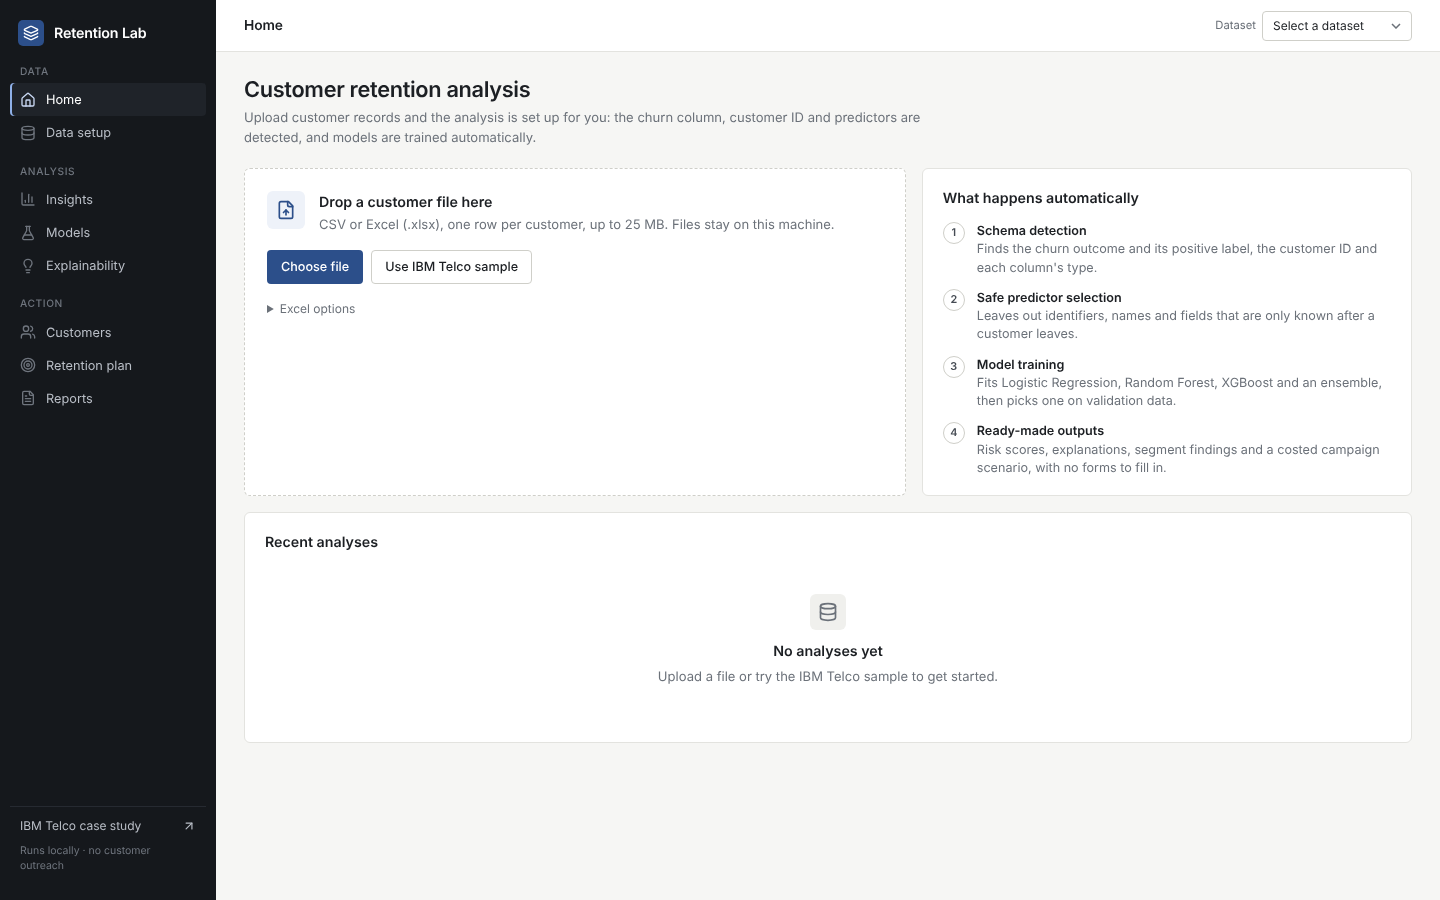 Retention Lab
DATA
Home
Data setup
ANALYSIS
Insights
Models
Explainability
ACTION
Customers
Retention plan
Reports
IBM Telco case study
Runs locally · no customer
outreach
Home
Dataset
Select a dataset
Customer retention analysis
Upload customer records and the analysis is set up for you: the churn column, customer ID and predictors are
detected, and models are trained automatically.
Drop a customer file here
CSV or Excel (.xlsx), one row per customer, up to 25 MB. Files stay on this machine.
Choose file
Use IBM Telco sample
Excel options
What happens automatically
1
Schema detection
Finds the churn outcome and its positive label, the customer ID and
each column's type.
2
Safe predictor selection
Leaves out identifiers, names and fields that are only known after a
customer leaves.
3
Model training
Fits Logistic Regression, Random Forest, XGBoost and an ensemble,
then picks one on validation data.
4
Ready-made outputs
Risk scores, explanations, segment findings and a costed campaign
scenario, with no forms to fill in.
Recent analyses
No analyses yet
Upload a file or try the IBM Telco sample to get started.